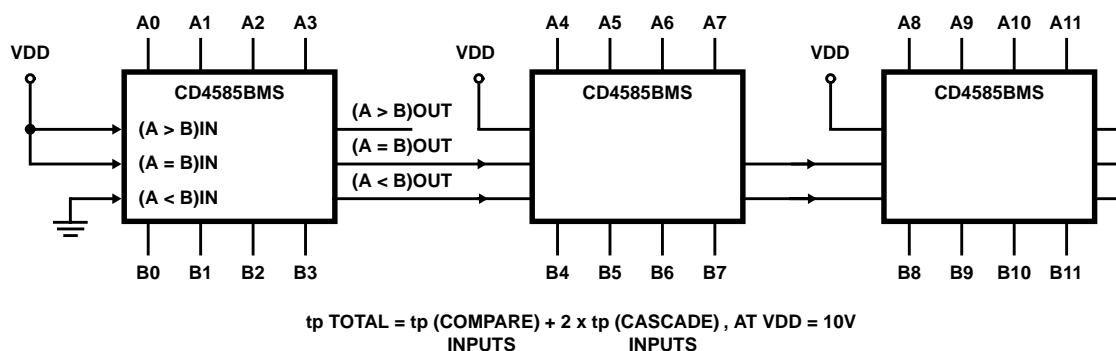 A0 A1 A2 A3 A4 A5 A6 A7 A8 A9 A10 A11
VDD VDD VDD
CD4585BMS CD4585BMS CD4585BMS
(A > B)OUT
(A > B)IN
(A = B)OUT
(A = B)IN
(A < B)OUT
(A < B)IN
B0 B1 B2 B3 B4 B5 B6 B7 B8 B9 B10 B11
tp TOTAL = tp (COMPARE) + 2 x tp (CASCADE) , AT VDD = 10V
INPUTS INPUTS